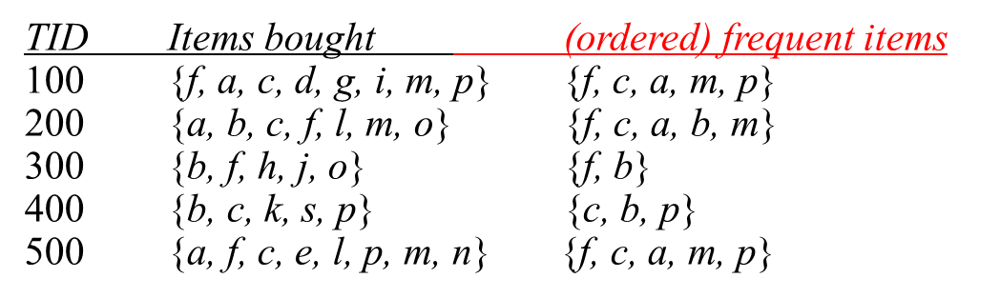 TID Items bought (ordered) frequent items
100 {f, a, c, d, g, i, m, p} {f, c, a, m, p}
200 {a, b, c, f, l, m, o} {f, c, a, b, m}
300 {b, f, h, j, o} {f, b}
400 {b, c, k, s, p} {c, b, p}
500 {a, f, c, e, l, p, m, n} {f, c, a, m, p}